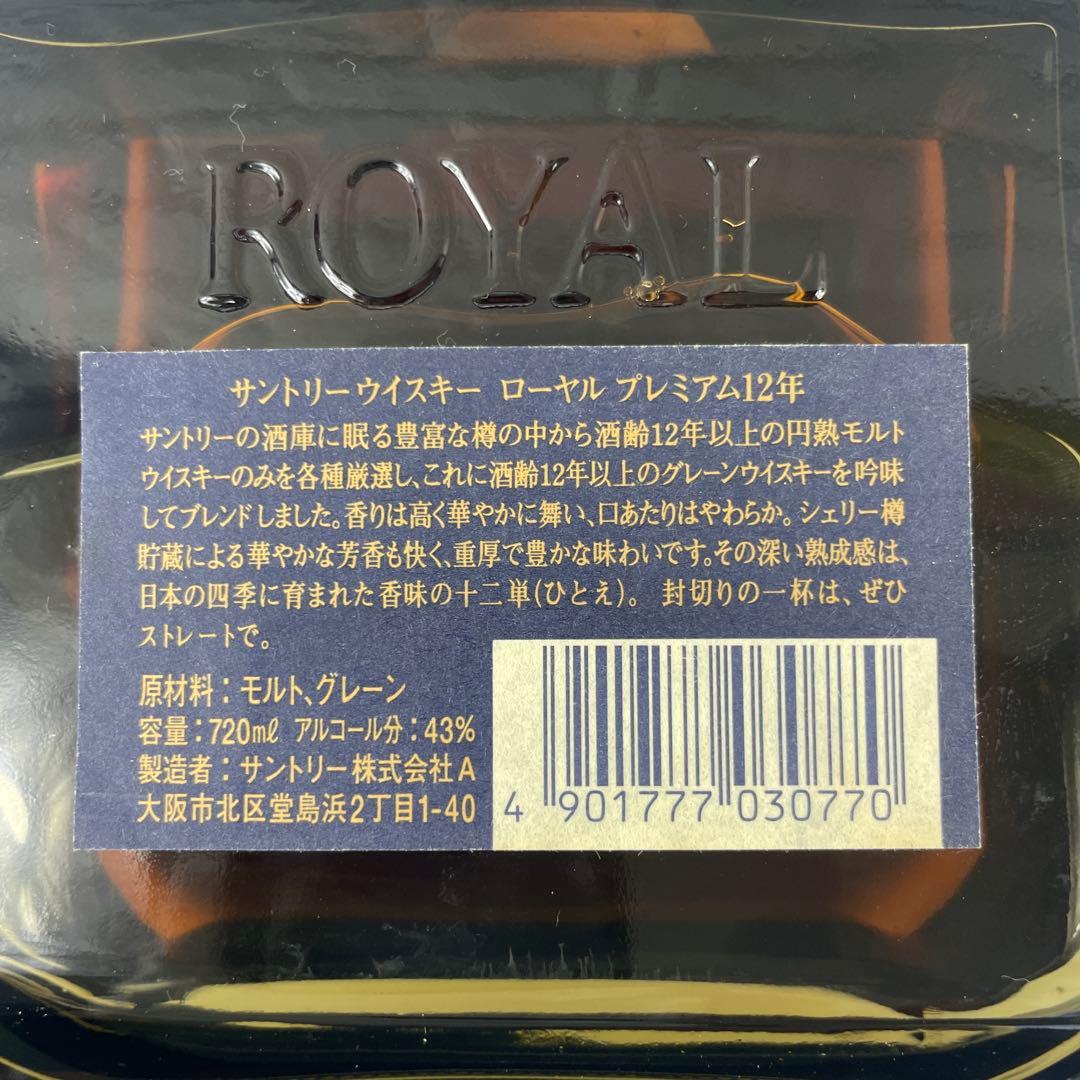 ROYAL
サントリーウイスキー ローヤル プレミアム12年
サントリーの酒庫に眠る豊富な樽の中から酒齢12年以上の円熟モルト
ウイスキーのみを各種厳選し、これに酒齢12年以上のグレーンウイスキーを吟味
してブレンドしました。香りは高く華やかに舞い、口あたりはやわらか。シェリー樽
貯蔵による華やかな芳香も快く、重厚で豊かな味わいです。その深い熟成感は、
日本の四季に育まれた香味の十二単(ひとえ)。 封切りの一杯は、ぜひ
ストレートで。
原材料：モルト、グレーン
容量：720mℓ アルコール分：43%
製造者：サントリー株式会社A
大阪市北区堂島浜2丁目1-40
4 901777 030770